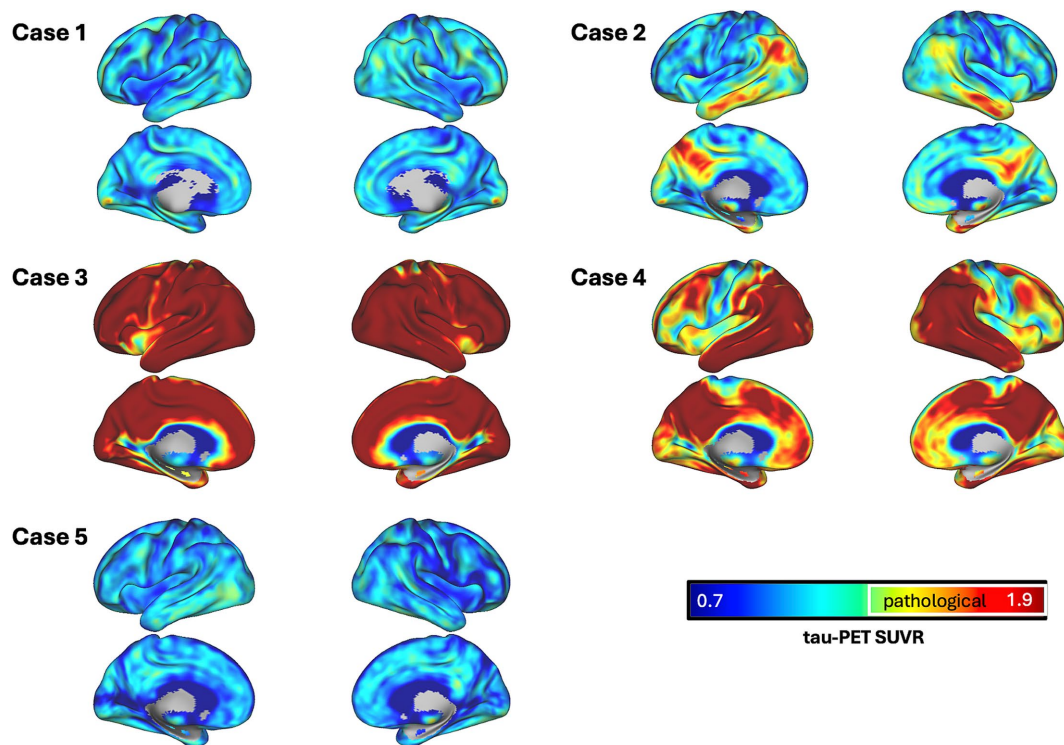 Case 1
Case 2
Case 3
Case 4
Case 5
0.7 pathological 1.9
tau-PET SUVR